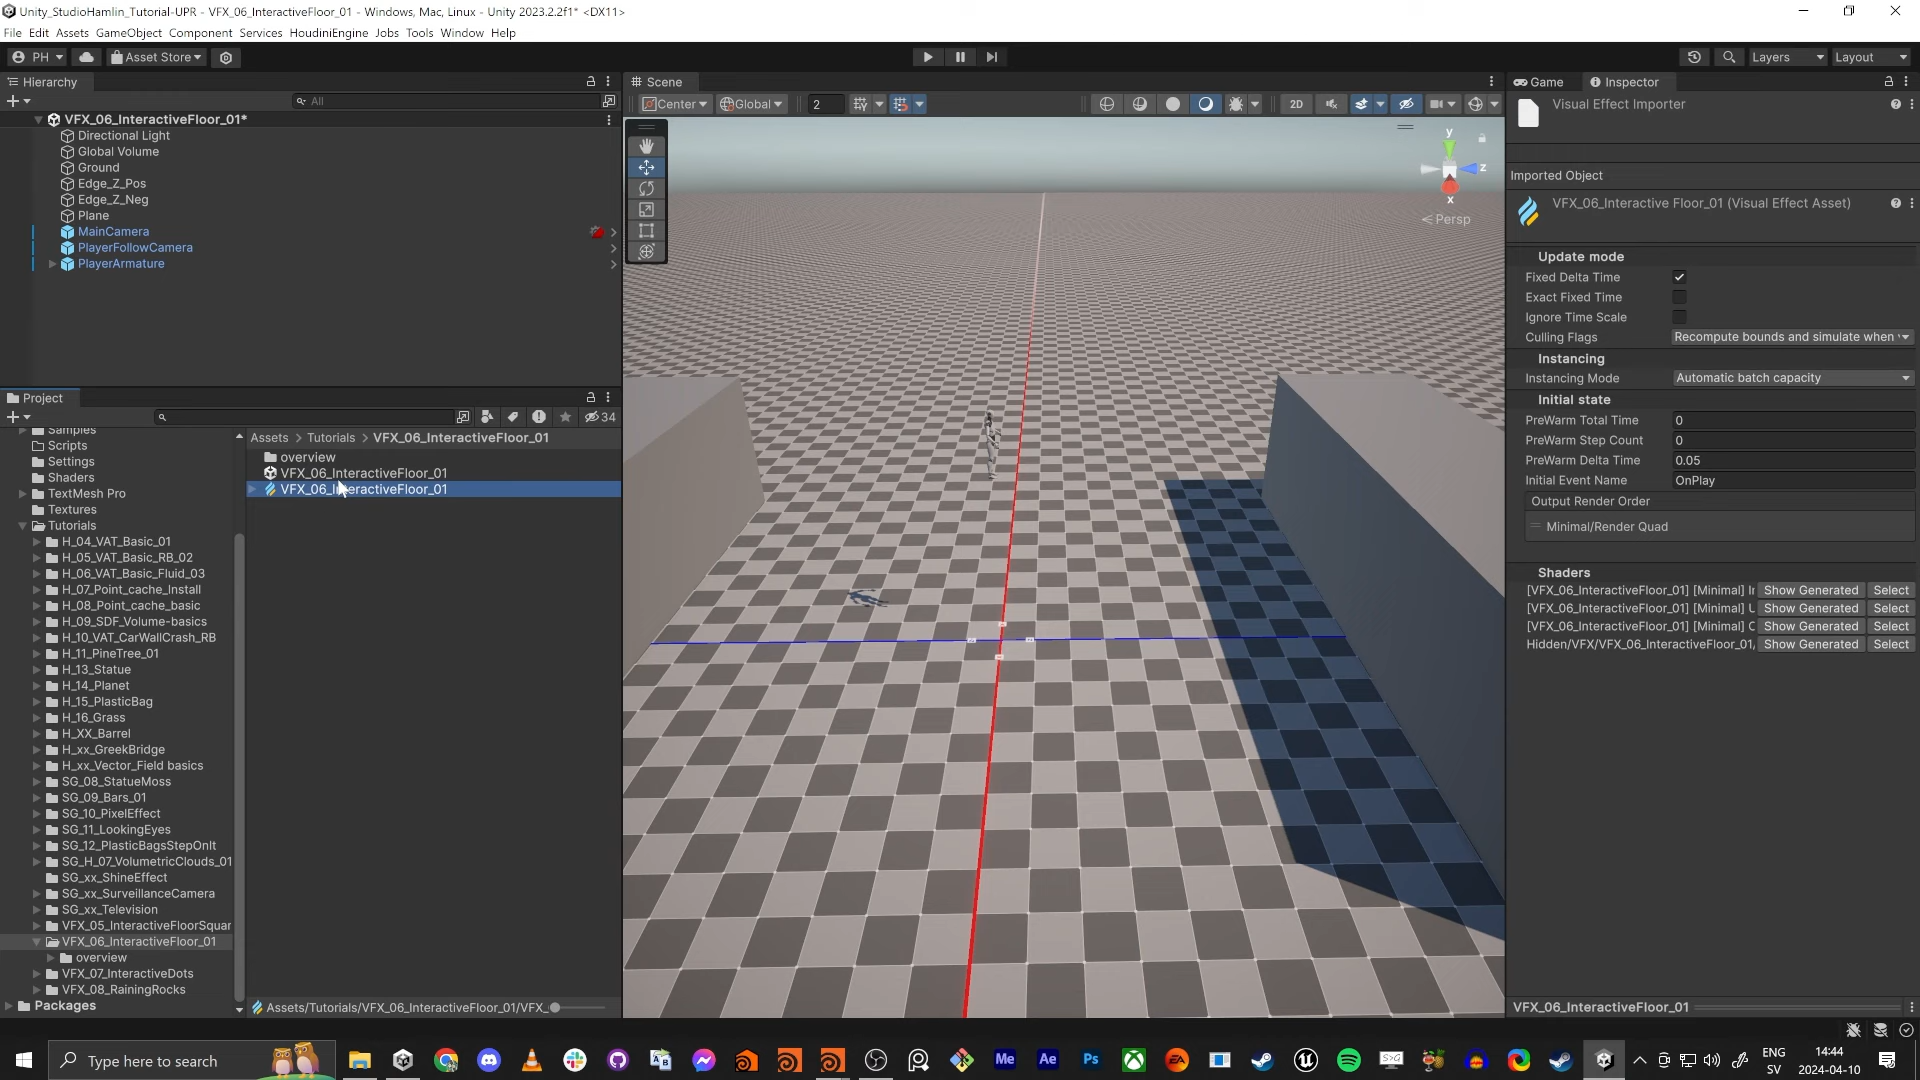 Unity_StudioHamlin_Tutorial-UPR - VFX_06_InteractiveFloor_01 - Windows, Mac, Linux - Unity 2023.2.2f1* <DX11>
File Edit Assets GameObject Component Services HoudiniEngine Jobs Tools Window Help
PH Asset Store Layers Layout
Hierarchy
All
VFX_06_InteractiveFloor_01*
Directional Light
Global Volume
Ground
Edge_Z_Pos
Edge_Z_Neg
Plane
MainCamera
PlayerFollowCamera
PlayerArmature
Project
34
Samples
Scripts
Settings
Shaders
TextMesh Pro
Textures
Tutorials
H_04_VAT_Basic_01
H_05_VAT_Basic_RB_02
H_06_VAT_Basic_Fluid_03
H_07_Point_cache_Install
H_08_Point_cache_basic
H_09_SDF_Volume-basics
H_10_VAT_CarWallCrash_RB
H_11_PineTree_01
H_13_Statue
H_14_Planet
H_15_PlasticBag
H_16_Grass
H_XX_Barrel
H_xx_GreekBridge
H_xx_Vector_Field basics
SG_08_StatueMoss
SG_09_Bars_01
SG_10_PixelEffect
SG_11_LookingEyes
SG_12_PlasticBagsStepOnIt
SG_H_07_VolumetricClouds_01
SG_xx_ShineEffect
SG_xx_SurveillanceCamera
SG_xx_Television
VFX_05_InteractiveFloorSquar
VFX_06_InteractiveFloor_01
overview
VFX_07_InteractiveDots
VFX_08_RainingRocks
Packages
Assets > Tutorials > VFX_06_InteractiveFloor_01
overview
VFX_06_InteractiveFloor_01
VFX_06_InteractiveFloor_01
Assets/Tutorials/VFX_06_InteractiveFloor_01/VFX_
Scene
Center Global 2 2D
y
z
x
< Persp
Game Inspector
Visual Effect Importer
Imported Object
VFX_06_Interactive Floor_01 (Visual Effect Asset)
Update mode
Fixed Delta Time
Exact Fixed Time
Ignore Time Scale
Culling Flags Recompute bounds and simulate when
Instancing
Instancing Mode Automatic batch capacity
Initial state
PreWarm Total Time 0
PreWarm Step Count 0
PreWarm Delta Time 0.05
Initial Event Name OnPlay
Output Render Order
Minimal/Render Quad
Shaders
[VFX_06_InteractiveFloor_01] [Minimal] Ir Show Generated Select
[VFX_06_InteractiveFloor_01] [Minimal] U Show Generated Select
[VFX_06_InteractiveFloor_01] [Minimal] C Show Generated Select
Hidden/VFX/VFX_06_InteractiveFloor_01, Show Generated Select
VFX_06_InteractiveFloor_01
Type here to search
Me Ae Ps EA S>G
ENG
SV
14:44
2024-04-10